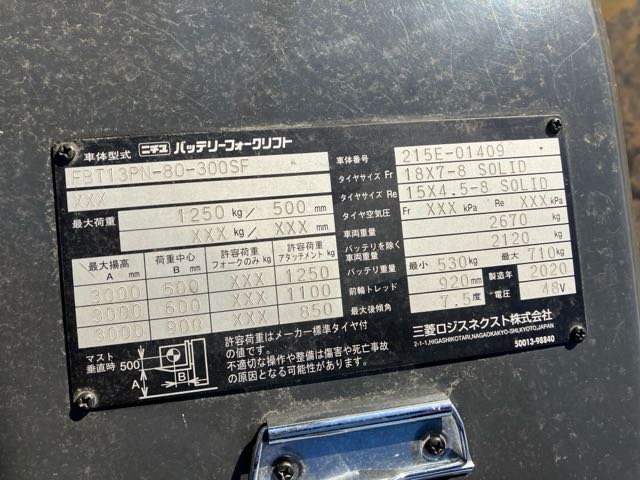 車体型式 ニチユ バッテリーフォークリフト
FBT13PN-80-300SF
XXX
最大荷重 1250 kg/ 500 mm
XXX kg/ XXX mm
最大揚高 A mm 荷重中心 B mm 許容荷重 フォークのみ kg 許容荷重 アタッチメント kg
3000 500 XXX 1250
3000 600 XXX 1100
3000 900 XXX 850
マスト垂直時 500 A B
許容荷重はメーカー標準タイヤ付
の値です。
不適切な操作や整備は傷害や死亡事故
の原因となる可能性があります。
車体番号 215E-01409
タイヤサイズ Fr 18X7-8 SOLID
タイヤサイズ Re 15X4.5-8 SOLID
タイヤ空気圧 Fr XXX kPa Re XXX kPa
車両重量 2670 kg
バッテリを除く車両重量 2120 kg
バッテリ重量 最小 530 kg 最大 710 kg
前輪トレッド 920 mm 製造年 2020
最大後傾角 7.5 度 電圧 48 V
三菱ロジスネクスト株式会社
2-1-1,HIGASHIKOTARI,NAGAOKAKYO-SHI,KYOTO,JAPAN
50013-98840